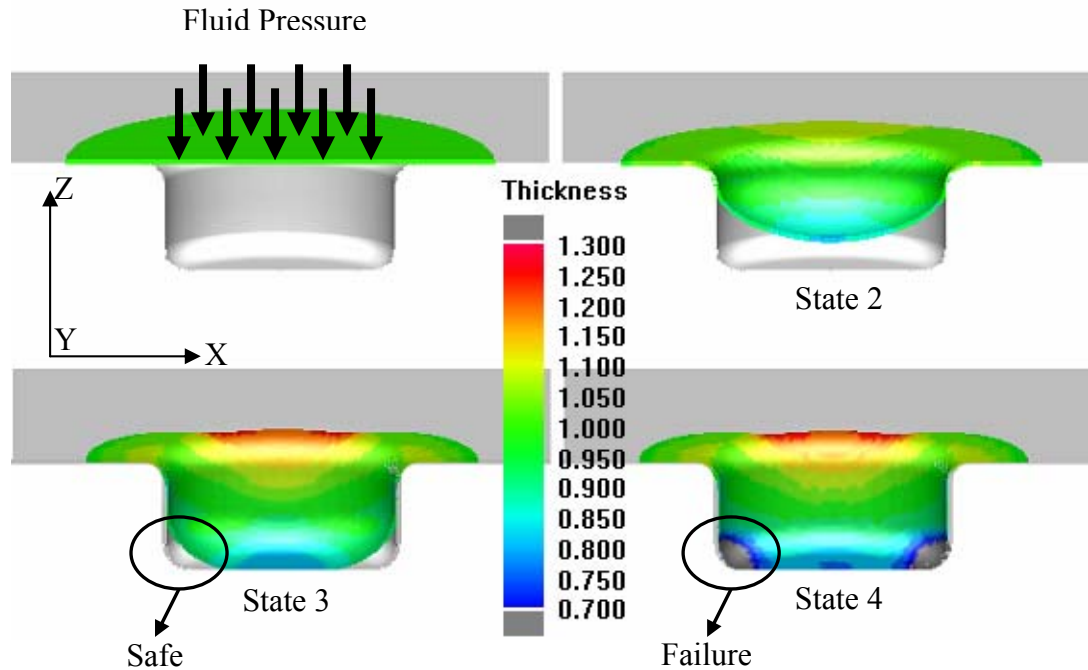 Fluid Pressure
Z
Y
X
Thickness
1.300
1.250
1.200
1.150
1.100
1.050
1.000
0.950
0.900
0.850
0.800
0.750
0.700
State 2
State 3
Safe
State 4
Failure